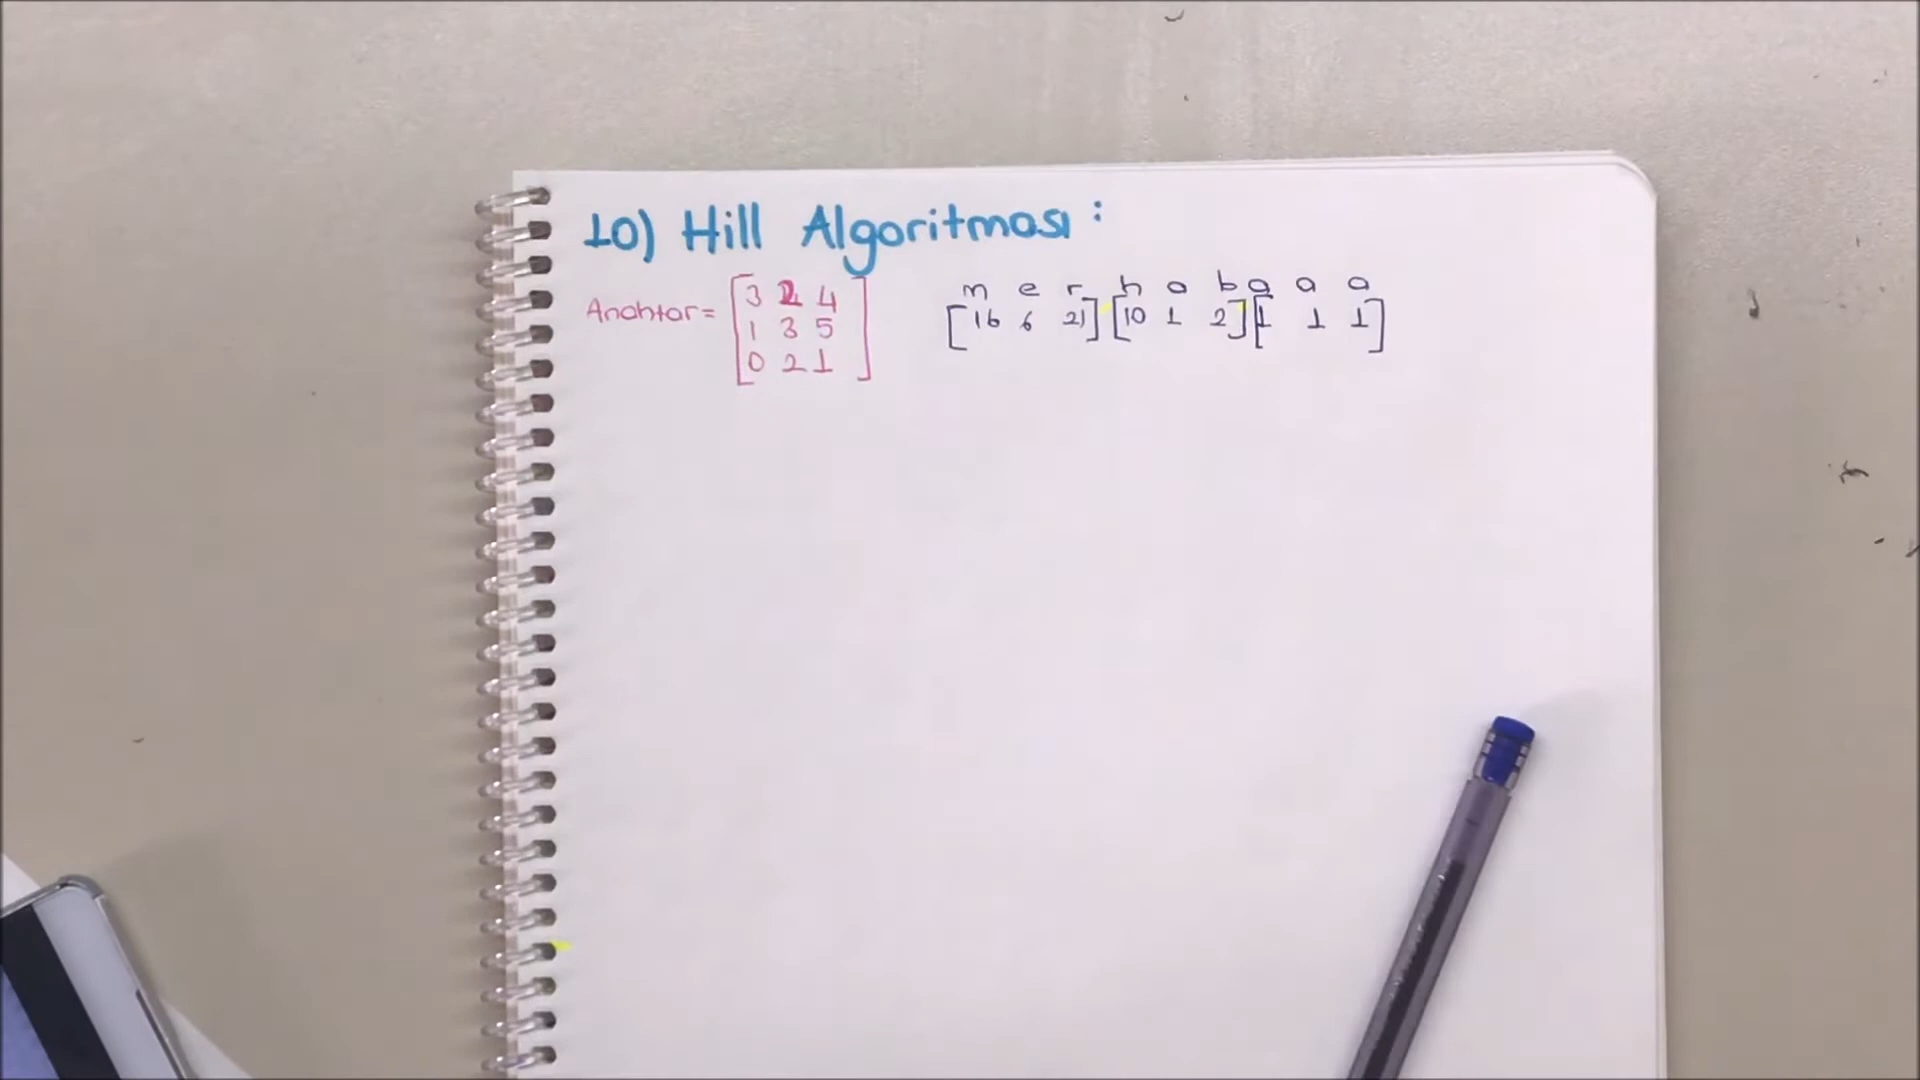 10) Hill Algoritması:
m e r h a b a a a
Anahtar = [3 2 4] [16 6 21] [10 1 2] [1 1 1]
1 3 5
0 2 1